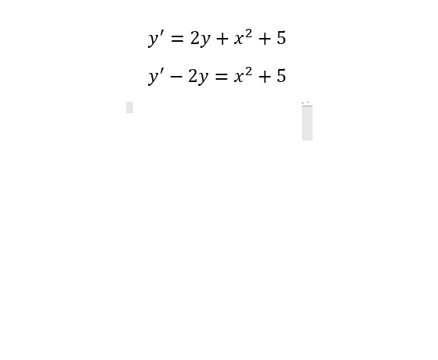 y′ = 2y + x² + 5
y′ − 2y = x² + 5